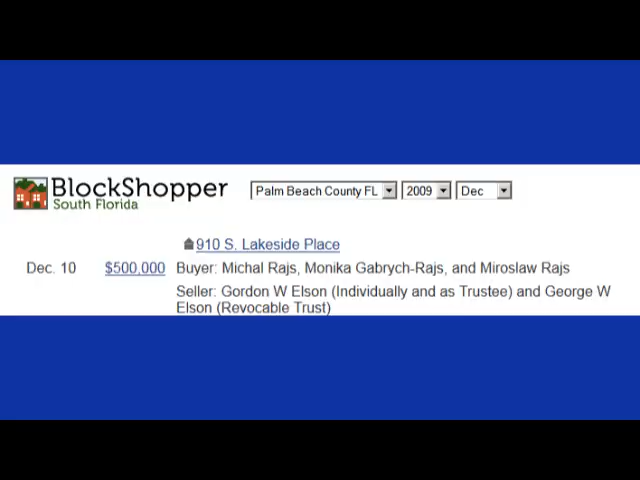 BlockShopper
South Florida
Palm Beach County FL 2009 Dec
910 S. Lakeside Place
Dec. 10 $500,000 Buyer: Michal Rajs, Monika Gabrych-Rajs, and Miroslaw Rajs
Seller: Gordon W Elson (Individually and as Trustee) and George W
Elson (Revocable Trust)